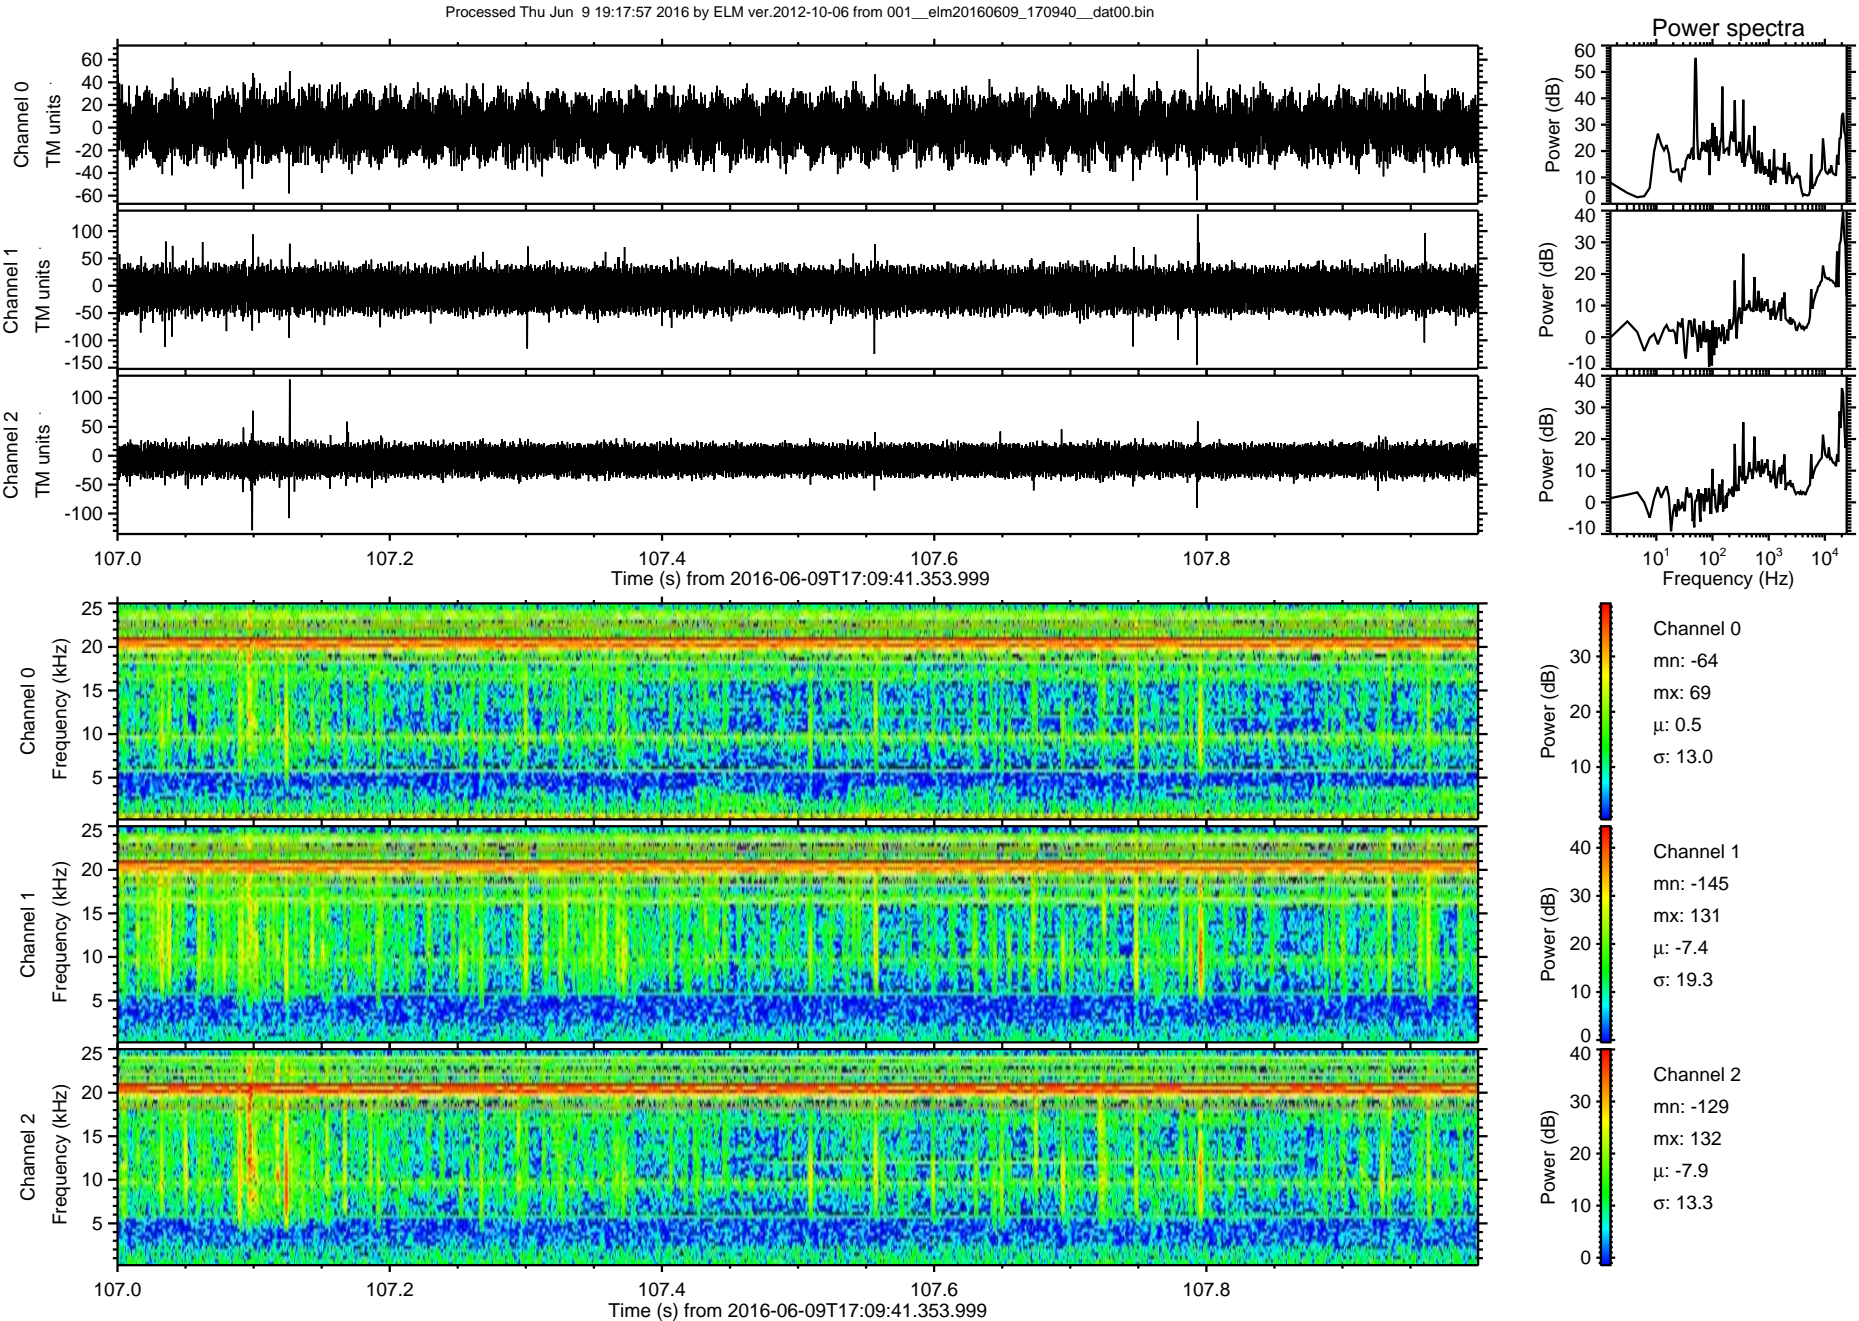 Processed Thu Jun  9 19:17:57 2016 by ELM ver.2012-10-06 from 001__elm20160609_170940__dat00.bin
Power spectra
Channel 0
TM units
60
40
20
0
-20
-40
-60
Power (dB)
60
50
40
30
20
10
0
Channel 1
TM units
100
50
0
-50
-100
-150
Power (dB)
40
30
20
10
0
-10
Channel 2
TM units
100
50
0
-50
-100
Power (dB)
40
30
20
10
0
-10
107.0 107.2 107.4 107.6 107.8
Time (s) from 2016-06-09T17:09:41.353.999
10^1 10^2 10^3 10^4
Frequency (Hz)
Channel 0
Frequency (kHz)
25
20
15
10
5
Power (dB)
30
20
10
Channel 0
mn: -64
mx: 69
μ: 0.5
σ: 13.0
Channel 1
Frequency (kHz)
25
20
15
10
5
Power (dB)
40
30
20
10
0
Channel 1
mn: -145
mx: 131
μ: -7.4
σ: 19.3
Channel 2
Frequency (kHz)
25
20
15
10
5
Power (dB)
40
30
20
10
0
Channel 2
mn: -129
mx: 132
μ: -7.9
σ: 13.3
107.0 107.2 107.4 107.6 107.8
Time (s) from 2016-06-09T17:09:41.353.999